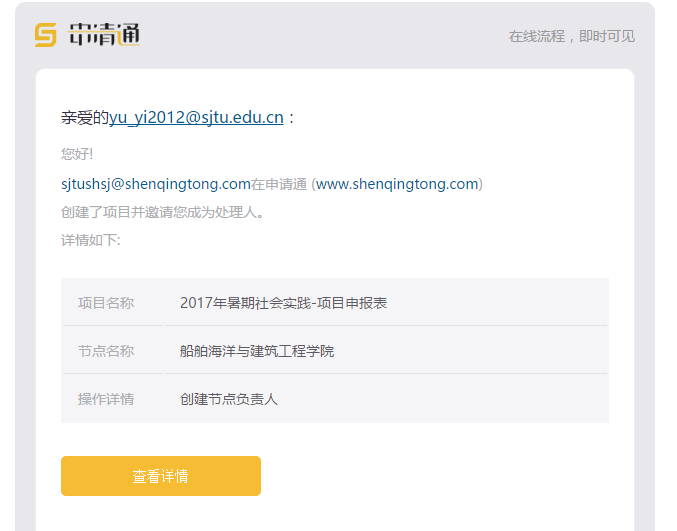 申请通
在线流程，即时可见
亲爱的yu_yi2012@sjtu.edu.cn：
您好!
sjtushsj@shenqingtong.com在申请通 (www.shenqingtong.com)
创建了项目并邀请您成为处理人。
详情如下:
项目名称 2017年暑期社会实践-项目申报表
节点名称 船舶海洋与建筑工程学院
操作详情 创建节点负责人
查看详情